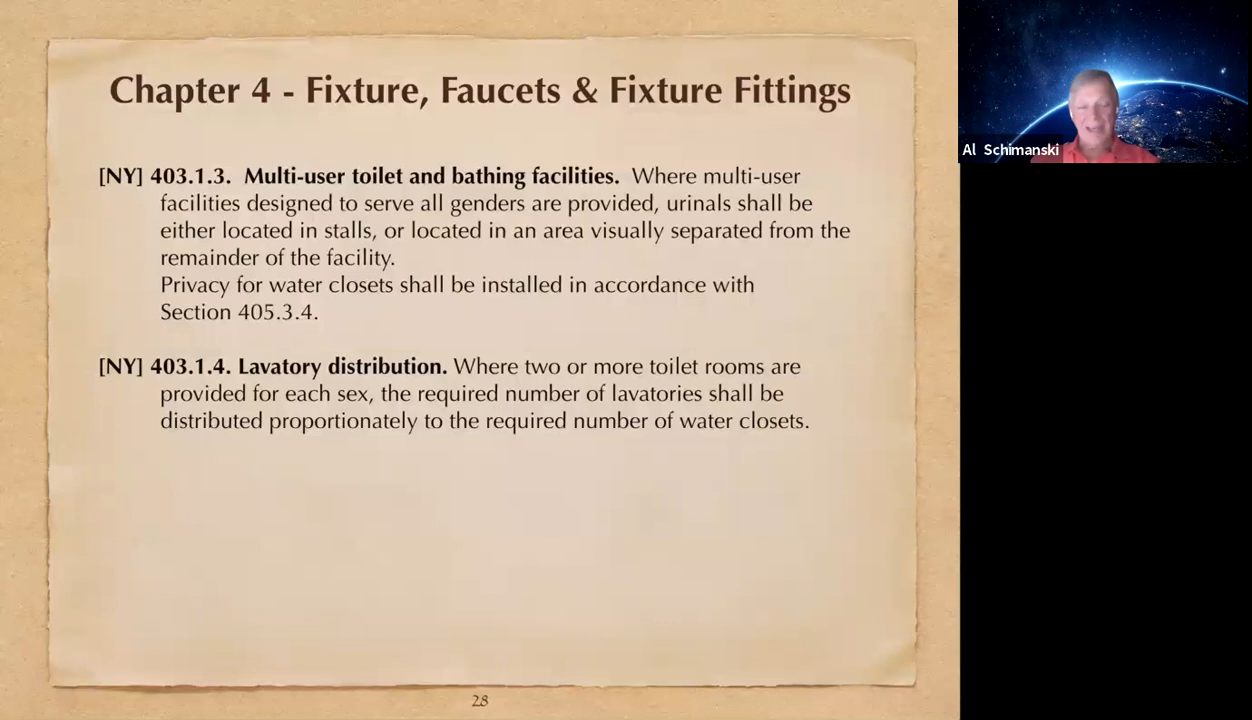 Chapter 4 - Fixture, Faucets & Fixture Fittings
[NY] 403.1.3. Multi-user toilet and bathing facilities. Where multi-user
facilities designed to serve all genders are provided, urinals shall be
either located in stalls, or located in an area visually separated from the
remainder of the facility.
Privacy for water closets shall be installed in accordance with
Section 405.3.4.
[NY] 403.1.4. Lavatory distribution. Where two or more toilet rooms are
provided for each sex, the required number of lavatories shall be
distributed proportionately to the required number of water closets.
28
Al Schimanski